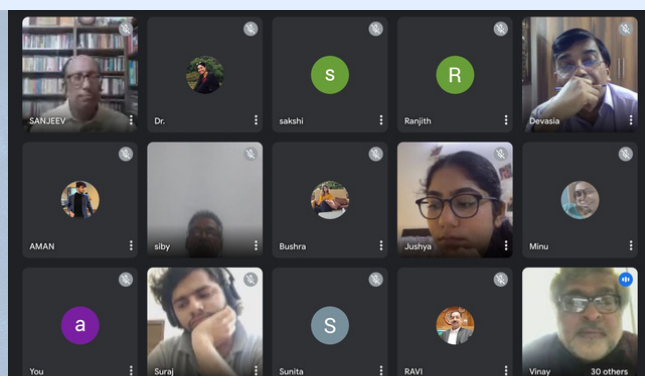 SANJEEV
Dr.
s
sakshi
R
Ranjith
Devasia
AMAN
siby
Bushra
Jushya
Minu
a
You
Suraj
S
Sunita
RAVI
Vinay
30 others